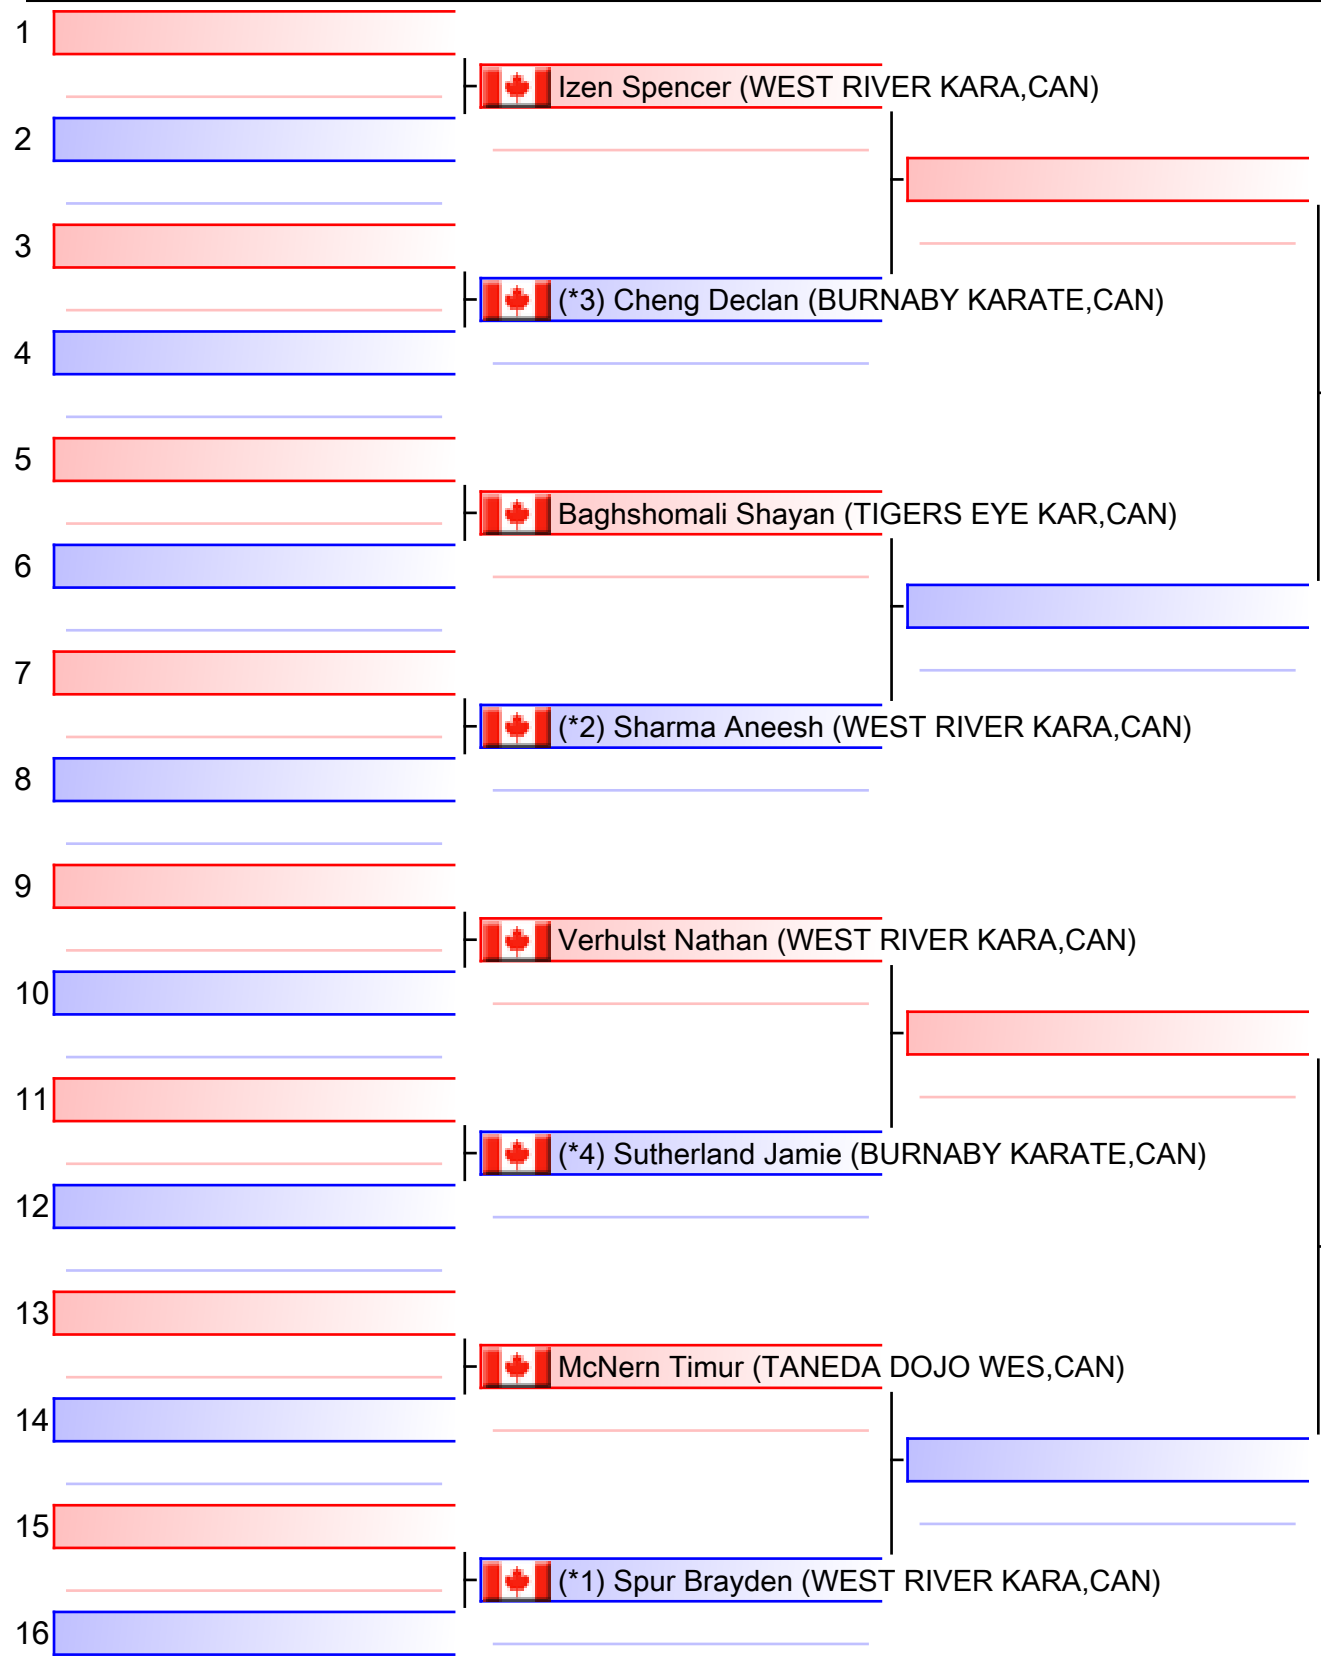 1
Izen Spencer (WEST RIVER KARA,CAN)
2
3
(*3) Cheng Declan (BURNABY KARATE,CAN)
4
5
Baghshomali Shayan (TIGERS EYE KAR,CAN)
6
7
(*2) Sharma Aneesh (WEST RIVER KARA,CAN)
8
9
Verhulst Nathan (WEST RIVER KARA,CAN)
10
11
(*4) Sutherland Jamie (BURNABY KARATE,CAN)
12
13
McNern Timur (TANEDA DOJO WES,CAN)
14
15
(*1) Spur Brayden (WEST RIVER KARA,CAN)
16